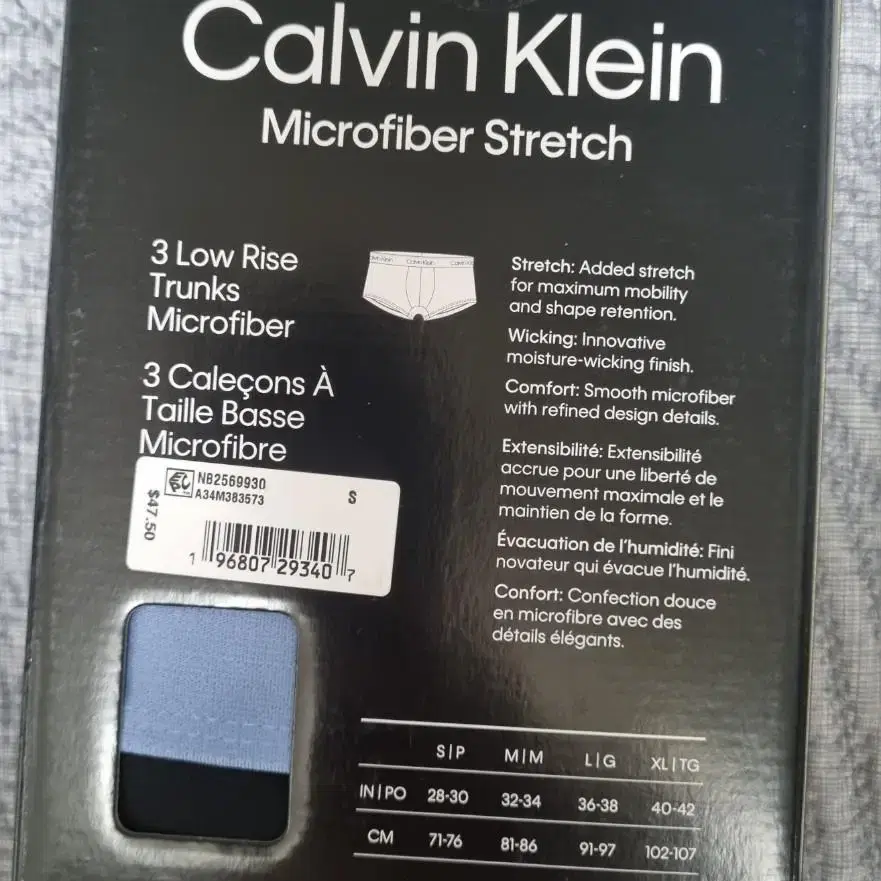 Calvin Klein
Microfiber Stretch
3 Low Rise
Trunks
Microfiber
3 Caleçons À
Taille Basse
Microfibre
Calvin Klein
Stretch: Added stretch
for maximum mobility
and shape retention.
Wicking: Innovative
moisture-wicking finish.
Comfort: Smooth microfiber
with refined design details.
Extensibilité: Extensibilité
accrue pour une liberté de
mouvement maximale et le
maintien de la forme.
Évacuation de l'humidité: Fini
novateur qui évacue l'humidité.
Confort: Confection douce
en microfibre avec des
détails élégants.
EPC
NB2569930
A34M383573
S
$47.50
1 96807 29340 7
S|P M|M L|G XL|TG
IN|PO 28-30 32-34 36-38 40-42
CM 71-76 81-86 91-97 102-107